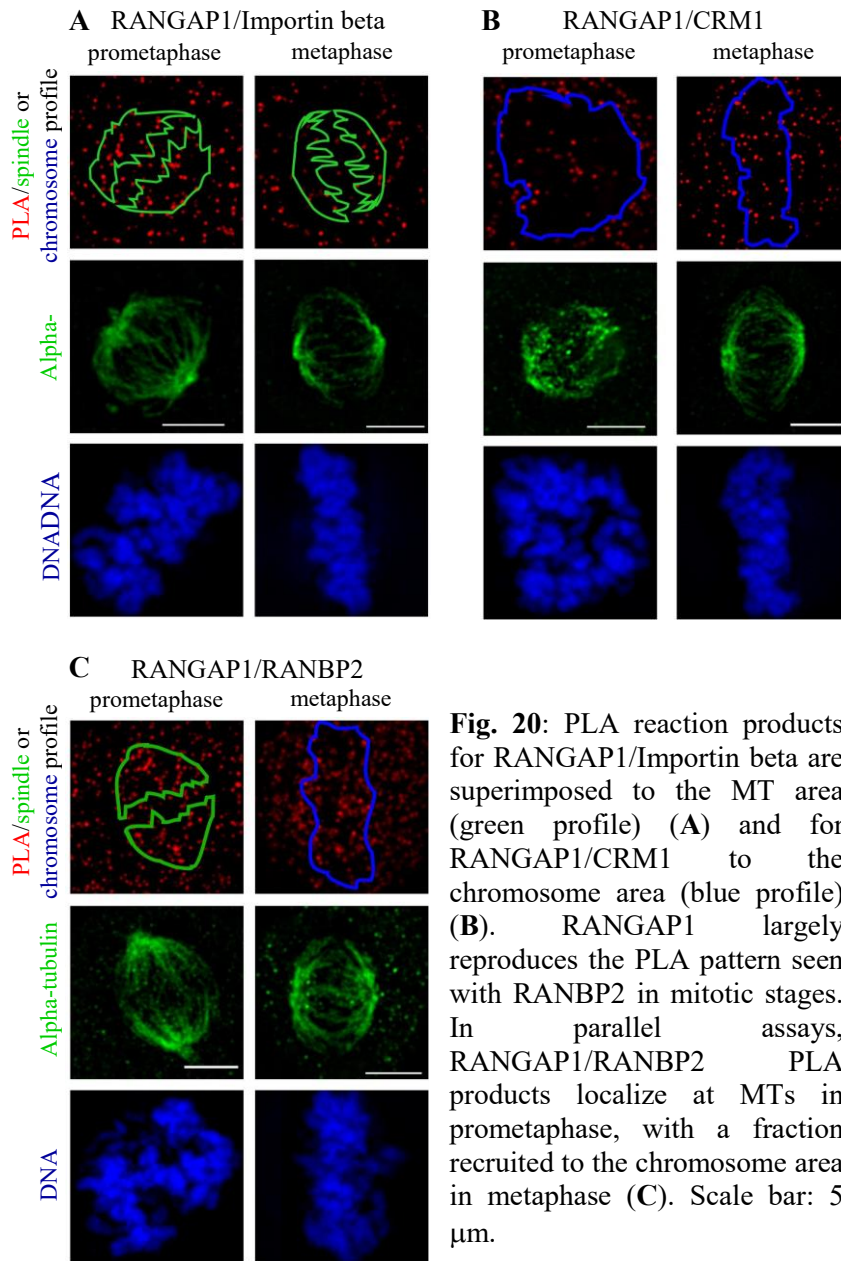 A RANGAP1/Importin beta
prometaphase metaphase
B RANGAP1/CRM1
prometaphase metaphase
PLA/spindle or
chromosome profile
Alpha-
DNADNA
C RANGAP1/RANBP2
prometaphase metaphase
PLA/spindle or
chromosome profile
Alpha-tubulin
DNA
Fig. 20: PLA reaction products
for RANGAP1/Importin beta are
superimposed to the MT area
(green profile) (A) and for
RANGAP1/CRM1 to the
chromosome area (blue profile)
(B). RANGAP1 largely
reproduces the PLA pattern seen
with RANBP2 in mitotic stages.
In parallel assays,
RANGAP1/RANBP2 PLA
products localize at MTs in
prometaphase, with a fraction
recruited to the chromosome area
in metaphase (C). Scale bar: 5
μm.